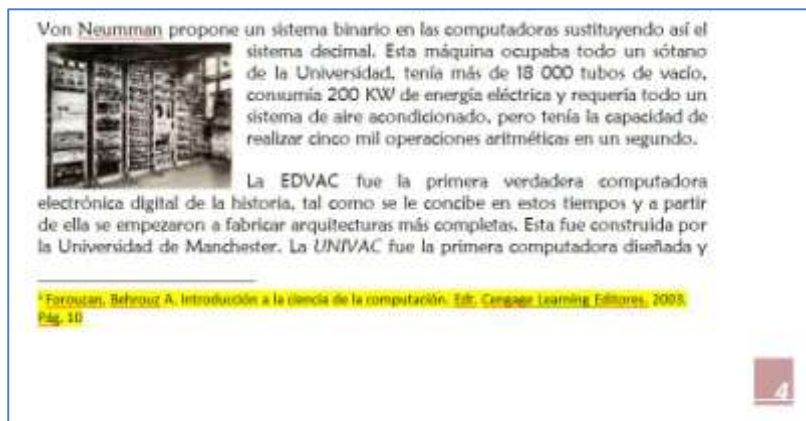 Von Neumman propone un sistema binario en las computadoras sustituyendo así el
sistema decimal. Esta máquina ocupaba todo un sótano
de la Universidad, tenía más de 18 000 tubos de vacío,
consumía 200 KW de energía eléctrica y requería todo un
sistema de aire acondicionado, pero tenía la capacidad de
realizar cinco mil operaciones aritméticas en un segundo.
La EDVAC fue la primera verdadera computadora
electrónica digital de la historia, tal como se le concibe en estos tiempos y a partir
de ella se empezaron a fabricar arquitecturas más completas. Esta fue construida por
la Universidad de Manchester. La UNIVAC fue la primera computadora diseñada y
Forouzan, Behrouz A. Introducción a la ciencia de la computación. Edt. Cengage Learning Editores. 2003.
Pág. 10
4